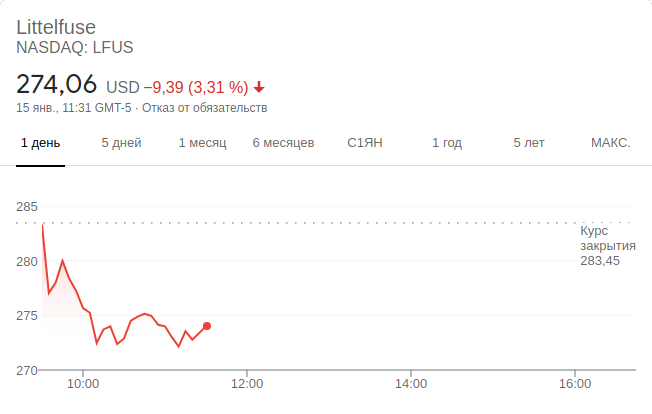 Littelfuse
NASDAQ: LFUS
274,06 USD −9,39 (3,31 %)
15 янв., 11:31 GMT-5 · Отказ от обязательств
1 день 5 дней 1 месяц 6 месяцев С1ЯН 1 год 5 лет МАКС.
285
Курс
закрытия
283,45
280
275
270
10:00 12:00 14:00 16:00